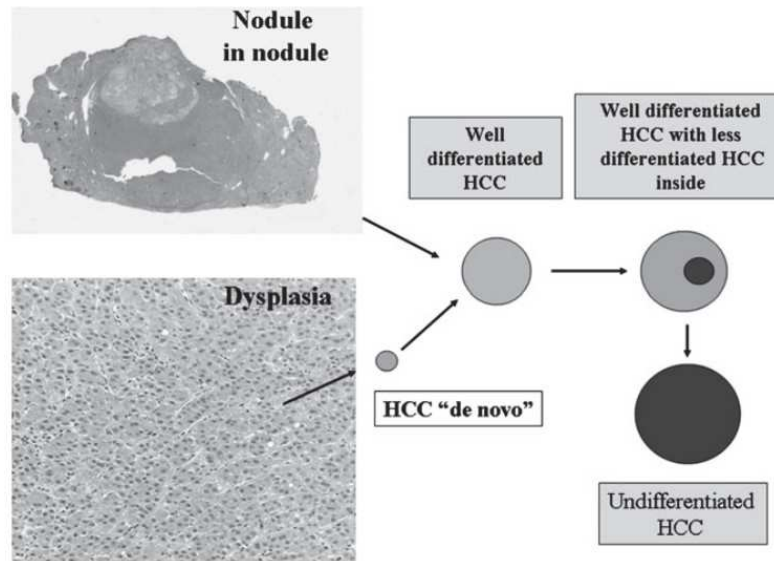 Nodule
in nodule
Well
differentiated
HCC
Well differentiated
HCC with less
differentiated HCC
inside
Dysplasia
HCC “de novo”
Undifferentiated
HCC